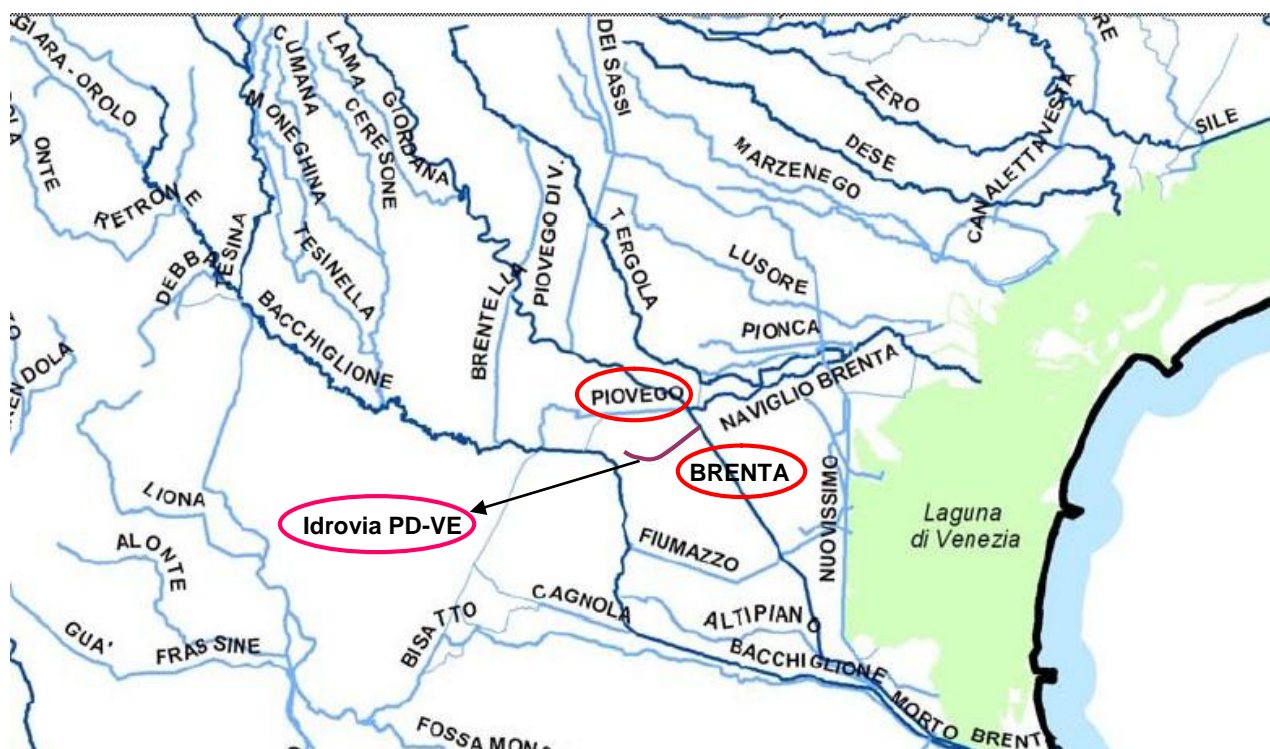 GIARA - OROLO
ONTE
RETRONE
DEBBA
TESINA
CUMANA
MONEGHINA
TESINELLA
LAMA
CERESONE
GIORDANA
BACCHIGLIONE
BRENTELLA
PIOVEGO DI V.
DEI SASSI
TERGOLA
ZERO
DESE
MARZENEGO
CANALETTA VESTA
SILE
LUSORE
PIONCA
PIOVEGO
NAVIGLIO BRENTA
BRENTA
Idrovia PD-VE
NUOVISSIMO
Laguna
di Venezia
LIONA
ALONTE
GUA'
FRASSINE
BISATTO
FIUMAZZO
CAGNOLA
ALTIPIANO
BACCHIGLIONE
MORTO BRENTA